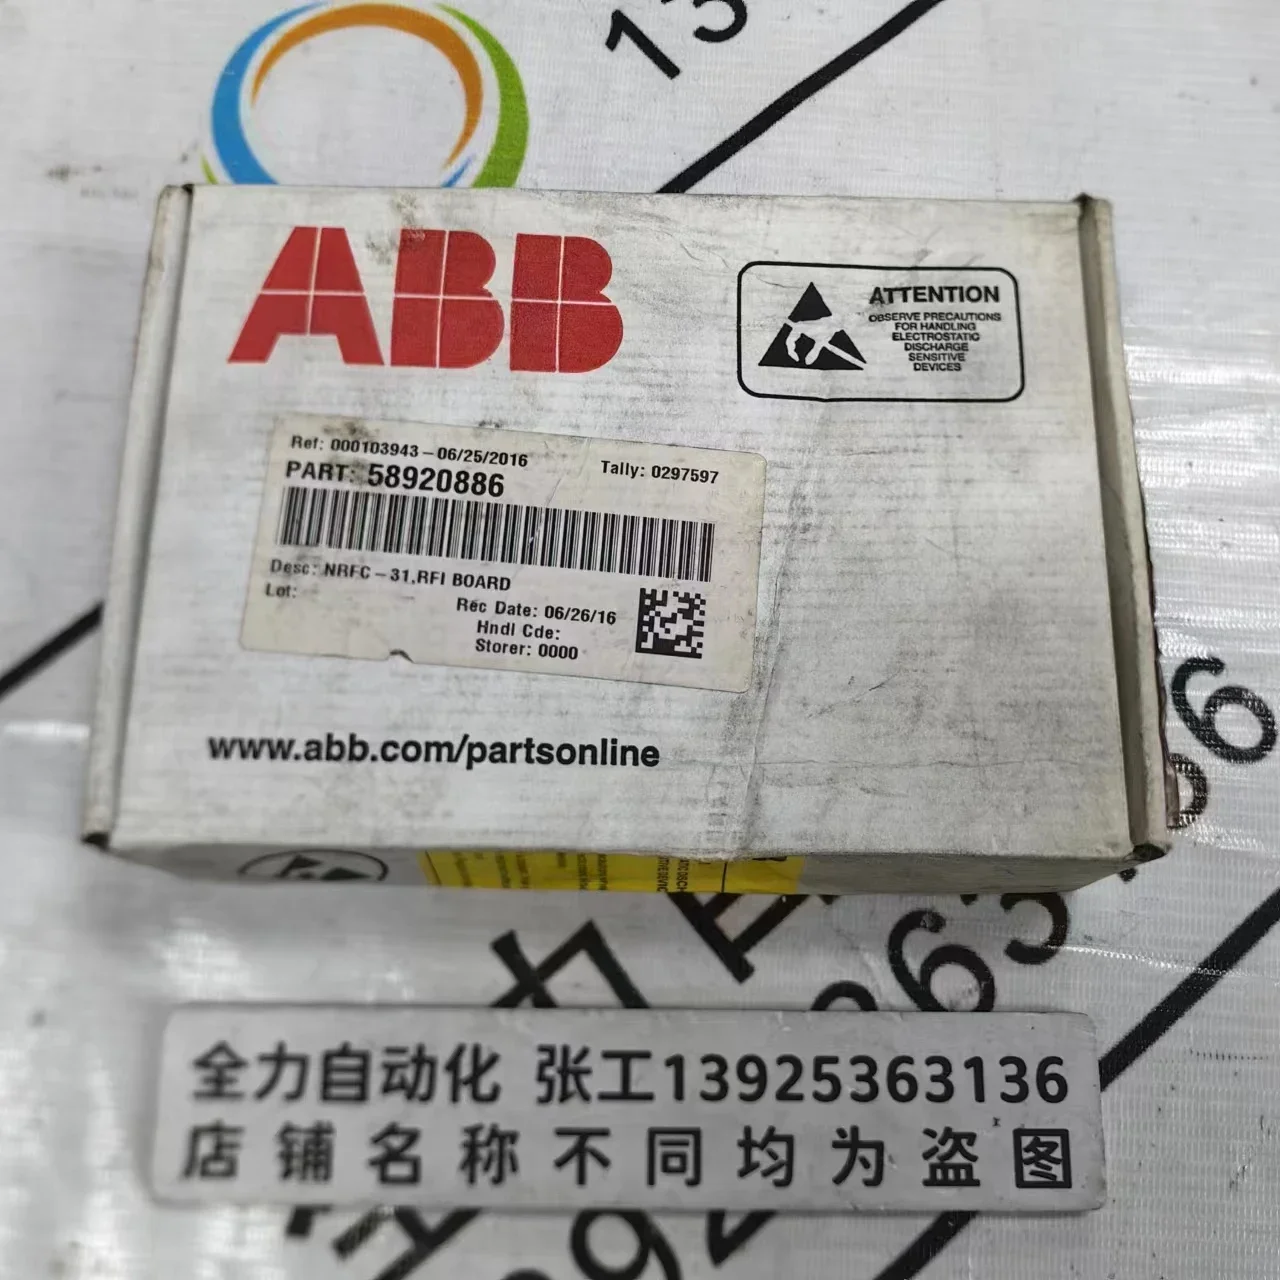 ABB
ATTENTION
OBSERVE PRECAUTIONS
FOR HANDLING
ELECTROSTATIC
DISCHARGE
SENSITIVE
DEVICES
Ref: 000103943-06/25/2016
Tally: 0297597
PART: 58920886
Desc: NRFC-31,RFI BOARD
Lot:
Rec Date: 06/26/16
Hndl Cde:
Storer: 0000
www.abb.com/partsonline
全力自动化 张工13925363136
店铺名称不同均为盗图